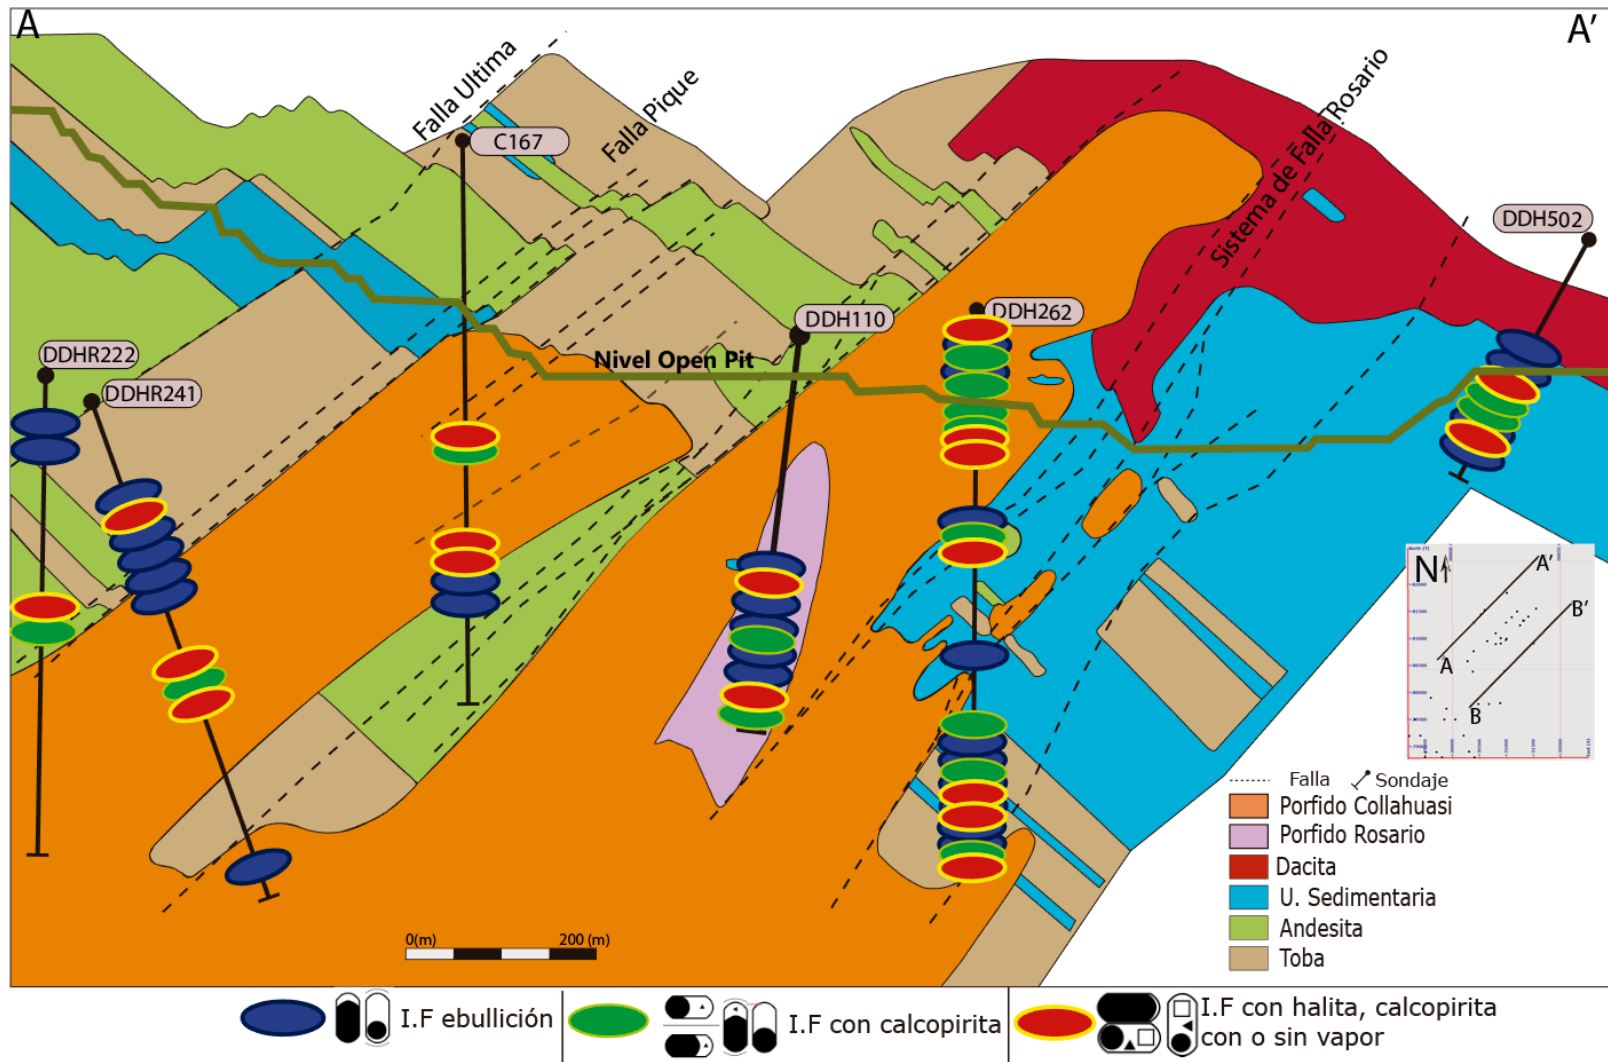 A
A'
Falla Ultima
Falla Pique
Sistema de Falla Rosario
C167
DDH502
DDHR222
DDHR241
DDH110
DDH262
Nivel Open Pit
N
A'
B'
A
B
Falla
Sondaje
Porfido Collahuasi
Porfido Rosario
Dacita
U. Sedimentaria
Andesita
Toba
0(m)
200 (m)
I.F ebullición
I.F con calcopirita
I.F con halita, calcopirita
con o sin vapor